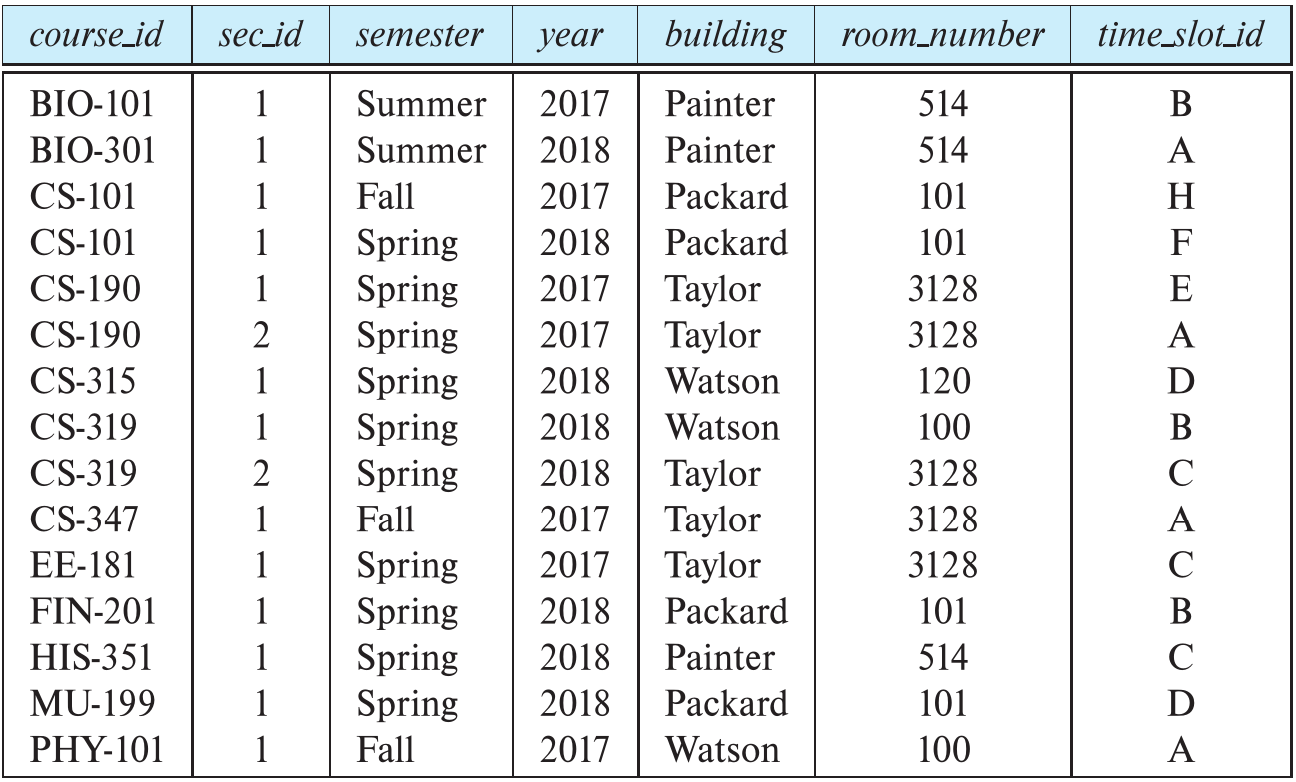 course_id sec_id semester year building room_number time_slot_id
BIO-101 1 Summer 2017 Painter 514 B
BIO-301 1 Summer 2018 Painter 514 A
CS-101 1 Fall 2017 Packard 101 H
CS-101 1 Spring 2018 Packard 101 F
CS-190 1 Spring 2017 Taylor 3128 E
CS-190 2 Spring 2017 Taylor 3128 A
CS-315 1 Spring 2018 Watson 120 D
CS-319 1 Spring 2018 Watson 100 B
CS-319 2 Spring 2018 Taylor 3128 C
CS-347 1 Fall 2017 Taylor 3128 A
EE-181 1 Spring 2017 Taylor 3128 C
FIN-201 1 Spring 2018 Packard 101 B
HIS-351 1 Spring 2018 Painter 514 C
MU-199 1 Spring 2018 Packard 101 D
PHY-101 1 Fall 2017 Watson 100 A